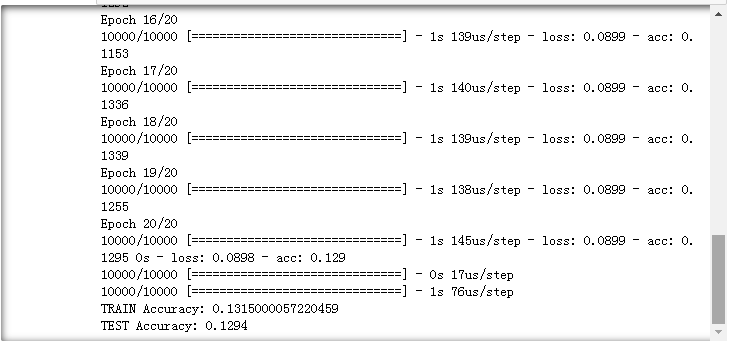 Epoch 16/20
10000/10000 [==============================] - 1s 139us/step - loss: 0.0899 - acc: 0.
1153
Epoch 17/20
10000/10000 [==============================] - 1s 140us/step - loss: 0.0899 - acc: 0.
1336
Epoch 18/20
10000/10000 [==============================] - 1s 139us/step - loss: 0.0899 - acc: 0.
1339
Epoch 19/20
10000/10000 [==============================] - 1s 138us/step - loss: 0.0899 - acc: 0.
1255
Epoch 20/20
10000/10000 [==============================] - 1s 145us/step - loss: 0.0899 - acc: 0.
1295 0s - loss: 0.0898 - acc: 0.129
10000/10000 [==============================] - 0s 17us/step
10000/10000 [==============================] - 1s 76us/step
TRAIN Accuracy: 0.1315000057220459
TEST Accuracy: 0.1294